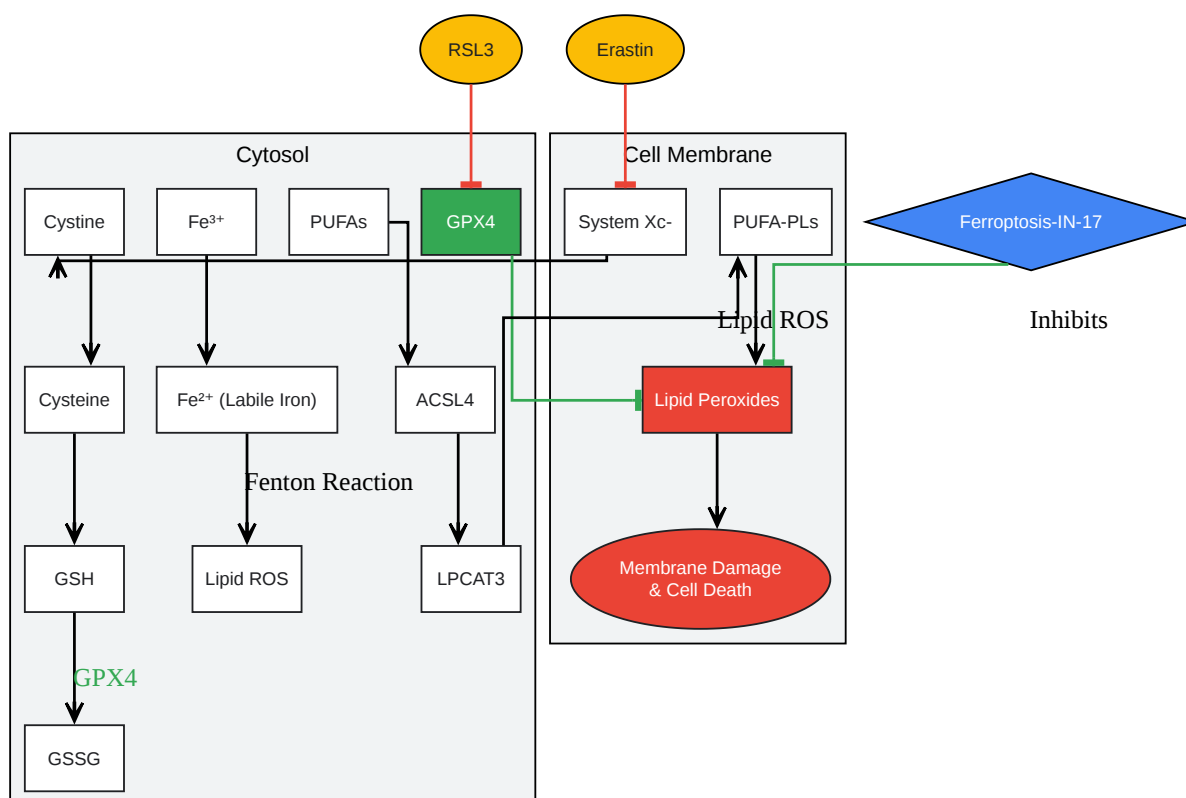 RSL3
Erastin
Cytosol
Cell Membrane
Cystine
Fe³⁺
PUFAs
GPX4
System Xc-
PUFA-PLs
Ferroptosis-IN-17
Lipid ROS
Inhibits
Cysteine
Fe²⁺ (Labile Iron)
ACSL4
Lipid Peroxides
Fenton Reaction
GSH
Lipid ROS
LPCAT3
Membrane Damage
& Cell Death
GPX4
GSSG